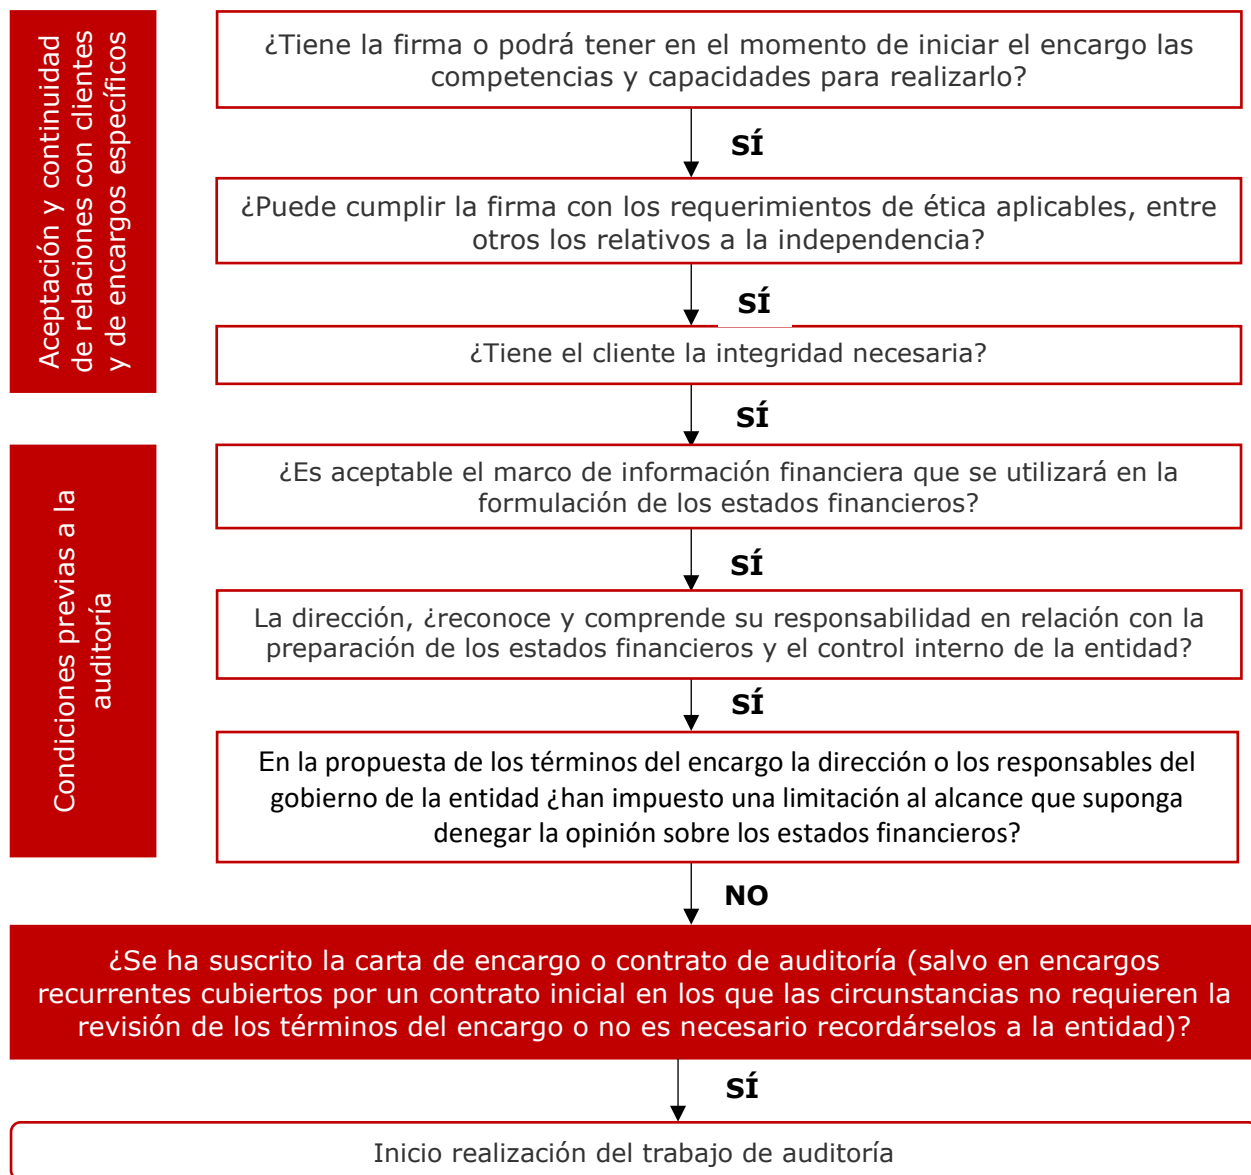 Aceptación y continuidad
de relaciones con clientes
y de encargos específicos
¿Tiene la firma o podrá tener en el momento de iniciar el encargo las
competencias y capacidades para realizarlo?
SÍ
¿Puede cumplir la firma con los requerimientos de ética aplicables, entre
otros los relativos a la independencia?
SÍ
¿Tiene el cliente la integridad necesaria?
SÍ
Condiciones previas a la
auditoría
¿Es aceptable el marco de información financiera que se utilizará en la
formulación de los estados financieros?
SÍ
La dirección, ¿reconoce y comprende su responsabilidad en relación con la
preparación de los estados financieros y el control interno de la entidad?
SÍ
En la propuesta de los términos del encargo la dirección o los responsables del
gobierno de la entidad ¿han impuesto una limitación al alcance que suponga
denegar la opinión sobre los estados financieros?
NO
¿Se ha suscrito la carta de encargo o contrato de auditoría (salvo en encargos
recurrentes cubiertos por un contrato inicial en los que las circunstancias no requieren la
revisión de los términos del encargo o no es necesario recordárselos a la entidad)?
SÍ
Inicio realización del trabajo de auditoría